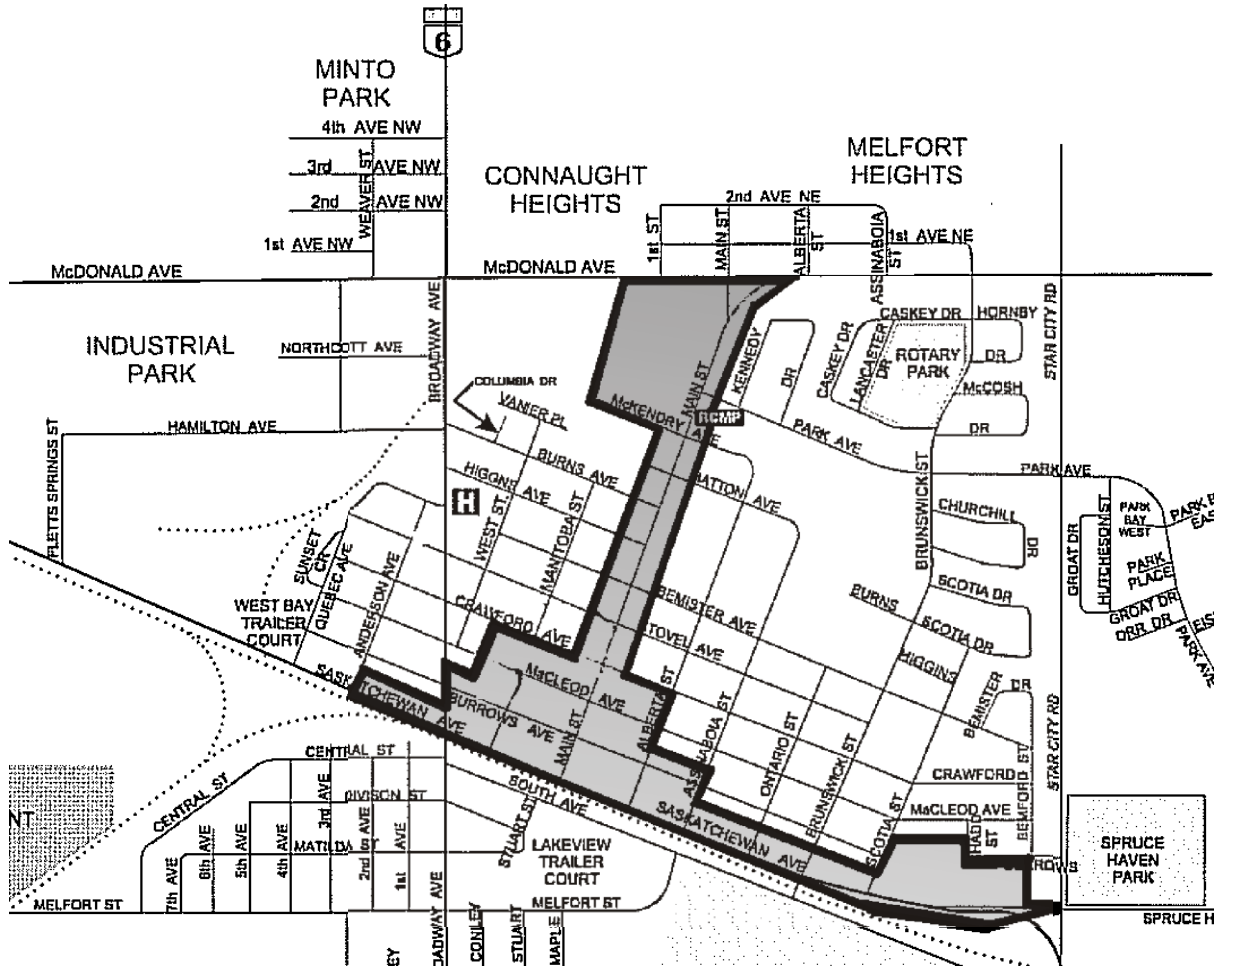 6
MINTO
PARK
4th AVE NW
3rd AVE NW
WEAVER ST
2nd AVE NW
1st AVE NW
CONNAUGHT
HEIGHTS
MELFORT
HEIGHTS
2nd AVE NE
1st ST
MAIN ST
ALBERTA
ST
ASSINABOIA
ST
1st AVE NE
McDONALD AVE
McDONALD AVE
INDUSTRIAL
PARK
NORTHCOTT AVE
BROADWAY AVE
COLUMBIA DR
VANIER PL
HAMILTON AVE
FLETTS SPRINGS ST
CASKEY DR
HORNBY
DR
KENNEDY
DR
CASKEY DR
LANCASTER
DR
ROTARY
PARK
McCOSH
DR
STAR CITY RD
MAIN ST
McKENDRY AVE
RCMP
PARK AVE
PARK AVE
BURNS AVE
HIGGINS AVE
H
WEST ST
MANITOBA ST
BRUNSWICK ST
CHURCHILL
DR
GROAT DR
HUTCHESON ST
PARK
BAY
WEST
PARK
PLACE
GROAT DR
ORR DR
PARK AVE
SUNSET
CR
QUEBEC AVE
ANDERSON AVE
WEST BAY
TRAILER
COURT
CRAWFORD AVE
BEMISTER AVE
TOVEL AVE
BURNS
SCOTIA DR
SCOTIA DR
HIGGINS
BEMISTER
DR
McCLEOD AVE
BURROWS AVE
MAIN ST
ALBERTA ST
ASSINABOIA ST
ONTARIO ST
BRUNSWICK ST
SCOTIA ST
CRAWFORD
McCLEOD AVE
BEMFORD ST
STAR CITY RD
SOUTH AVE
SASKATCHEWAN AVE
CENTRAL ST
CENTRAL ST
DIVISON ST
MATILDA ST
7th AVE
6th AVE
5th AVE
4th AVE
3rd AVE
2nd AVE
1st AVE
STUART ST
LAKEVIEW
TRAILER
COURT
MELFORT ST
MELFORT ST
CONLEY
STUART
MAPLE
SPRUCE
HAVEN
PARK
SPRUCE H